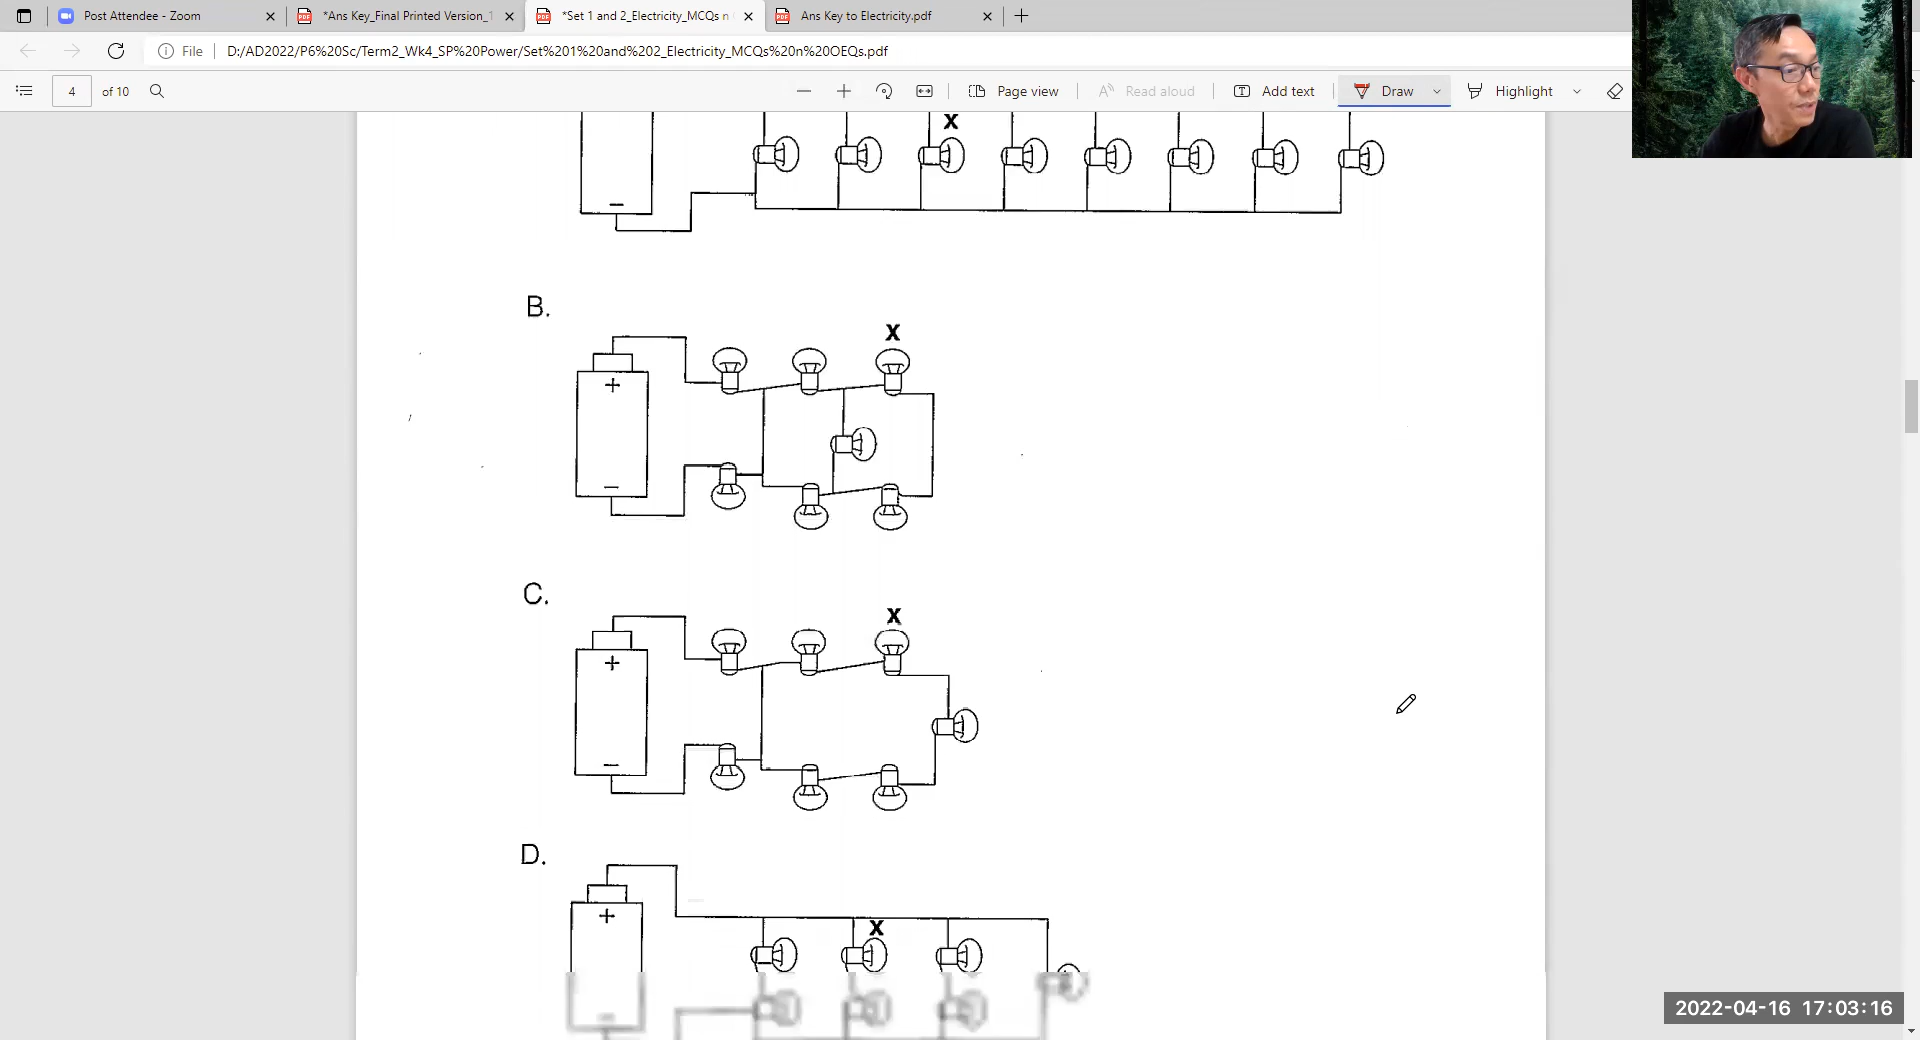 Post Attendee - Zoom
*Ans Key_Final Printed Version_1
*Set 1 and 2_Electricity_MCQs n
Ans Key to Electricity.pdf
File
D:/AD2022/P6%20Sc/Term2_Wk4_SP%20Power/Set%201%20and%202_Electricity_MCQs%20n%20OEQs.pdf
4 of 10
Page view
Read aloud
Add text
Draw
Highlight
X
B.
X
+
C.
X
+
D.
X
+
2022-04-16 17:03:16